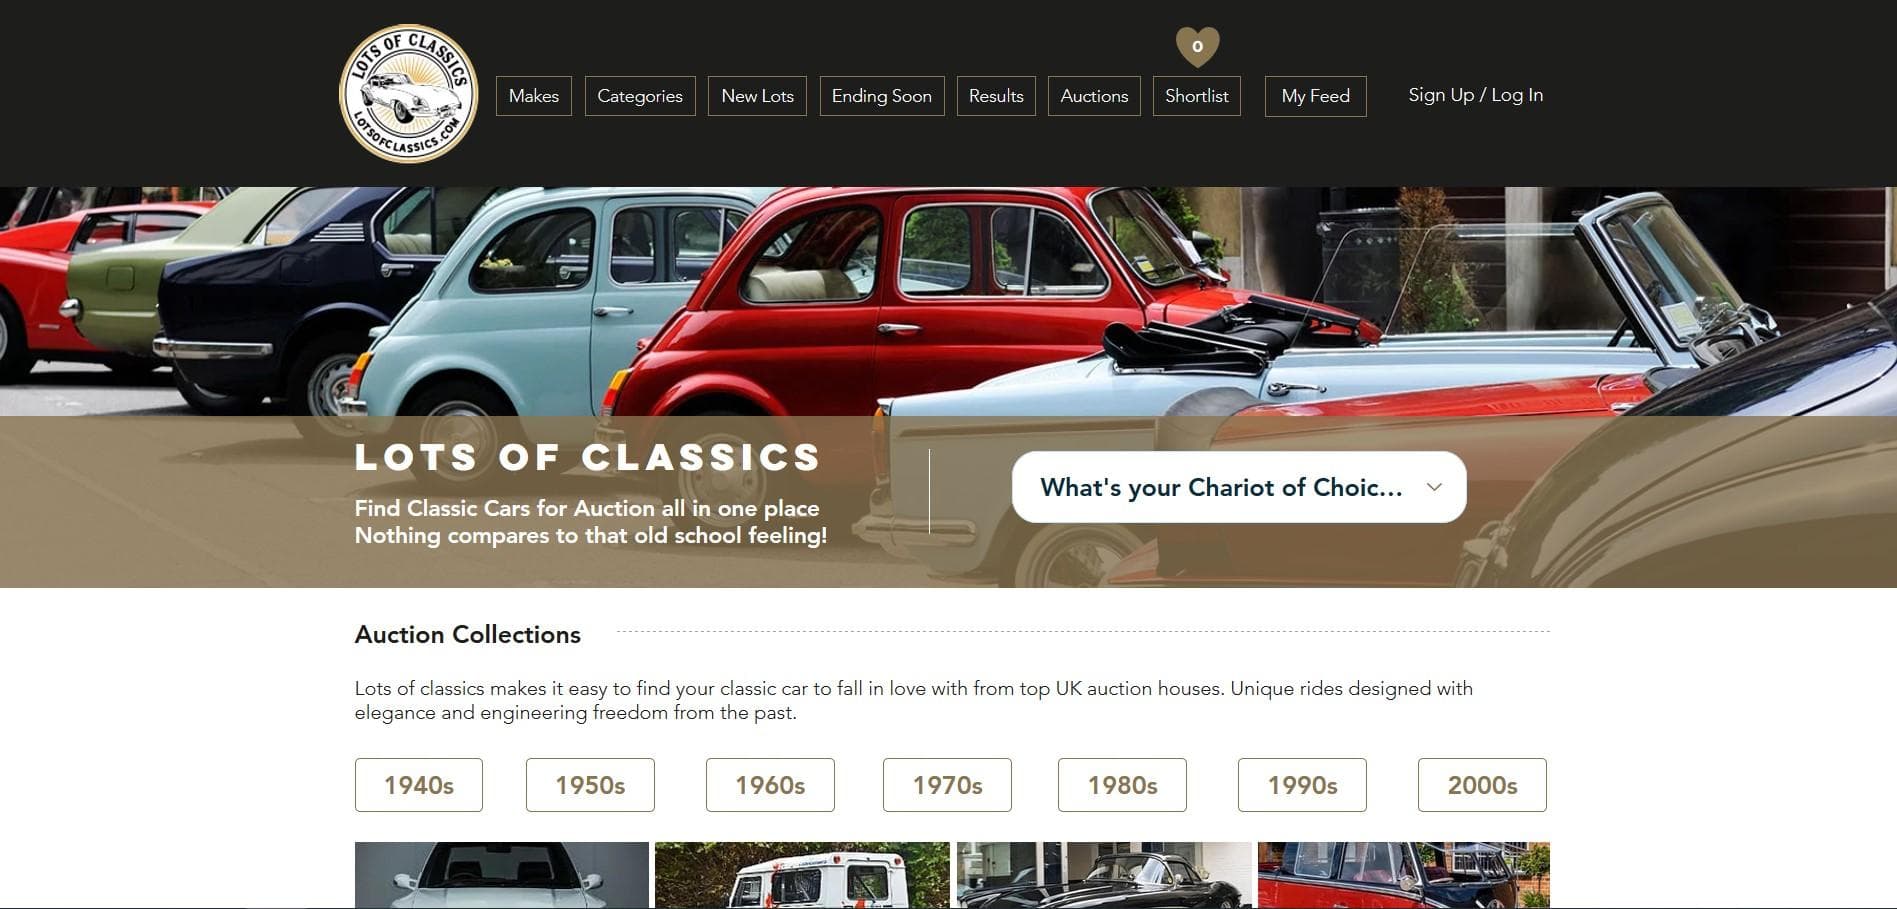 LOTS OF CLASSICS
LOTSOFCLASSICS.COM
0
Makes
Categories
New Lots
Ending Soon
Results
Auctions
Shortlist
My Feed
Sign Up / Log In
LOTS OF CLASSICS
Find Classic Cars for Auction all in one place
Nothing compares to that old school feeling!
What's your Chariot of Choic...
Auction Collections
Lots of classics makes it easy to find your classic car to fall in love with from top UK auction houses. Unique rides designed with
elegance and engineering freedom from the past.
1940s
1950s
1960s
1970s
1980s
1990s
2000s